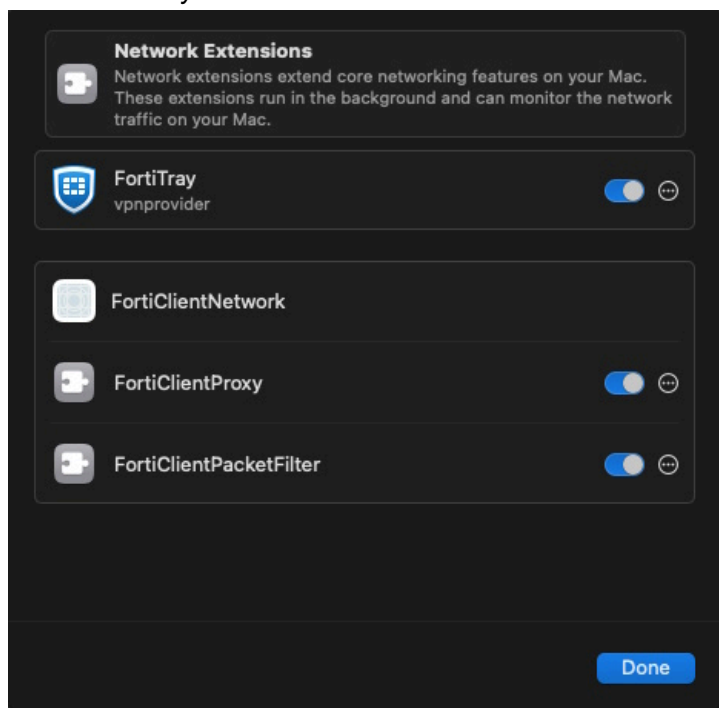 Network Extensions
Network extensions extend core networking features on your Mac.
These extensions run in the background and can monitor the network
traffic on your Mac.
FortiTray
vpnprovider
FortiClientNetwork
FortiClientProxy
FortiClientPacketFilter
Done